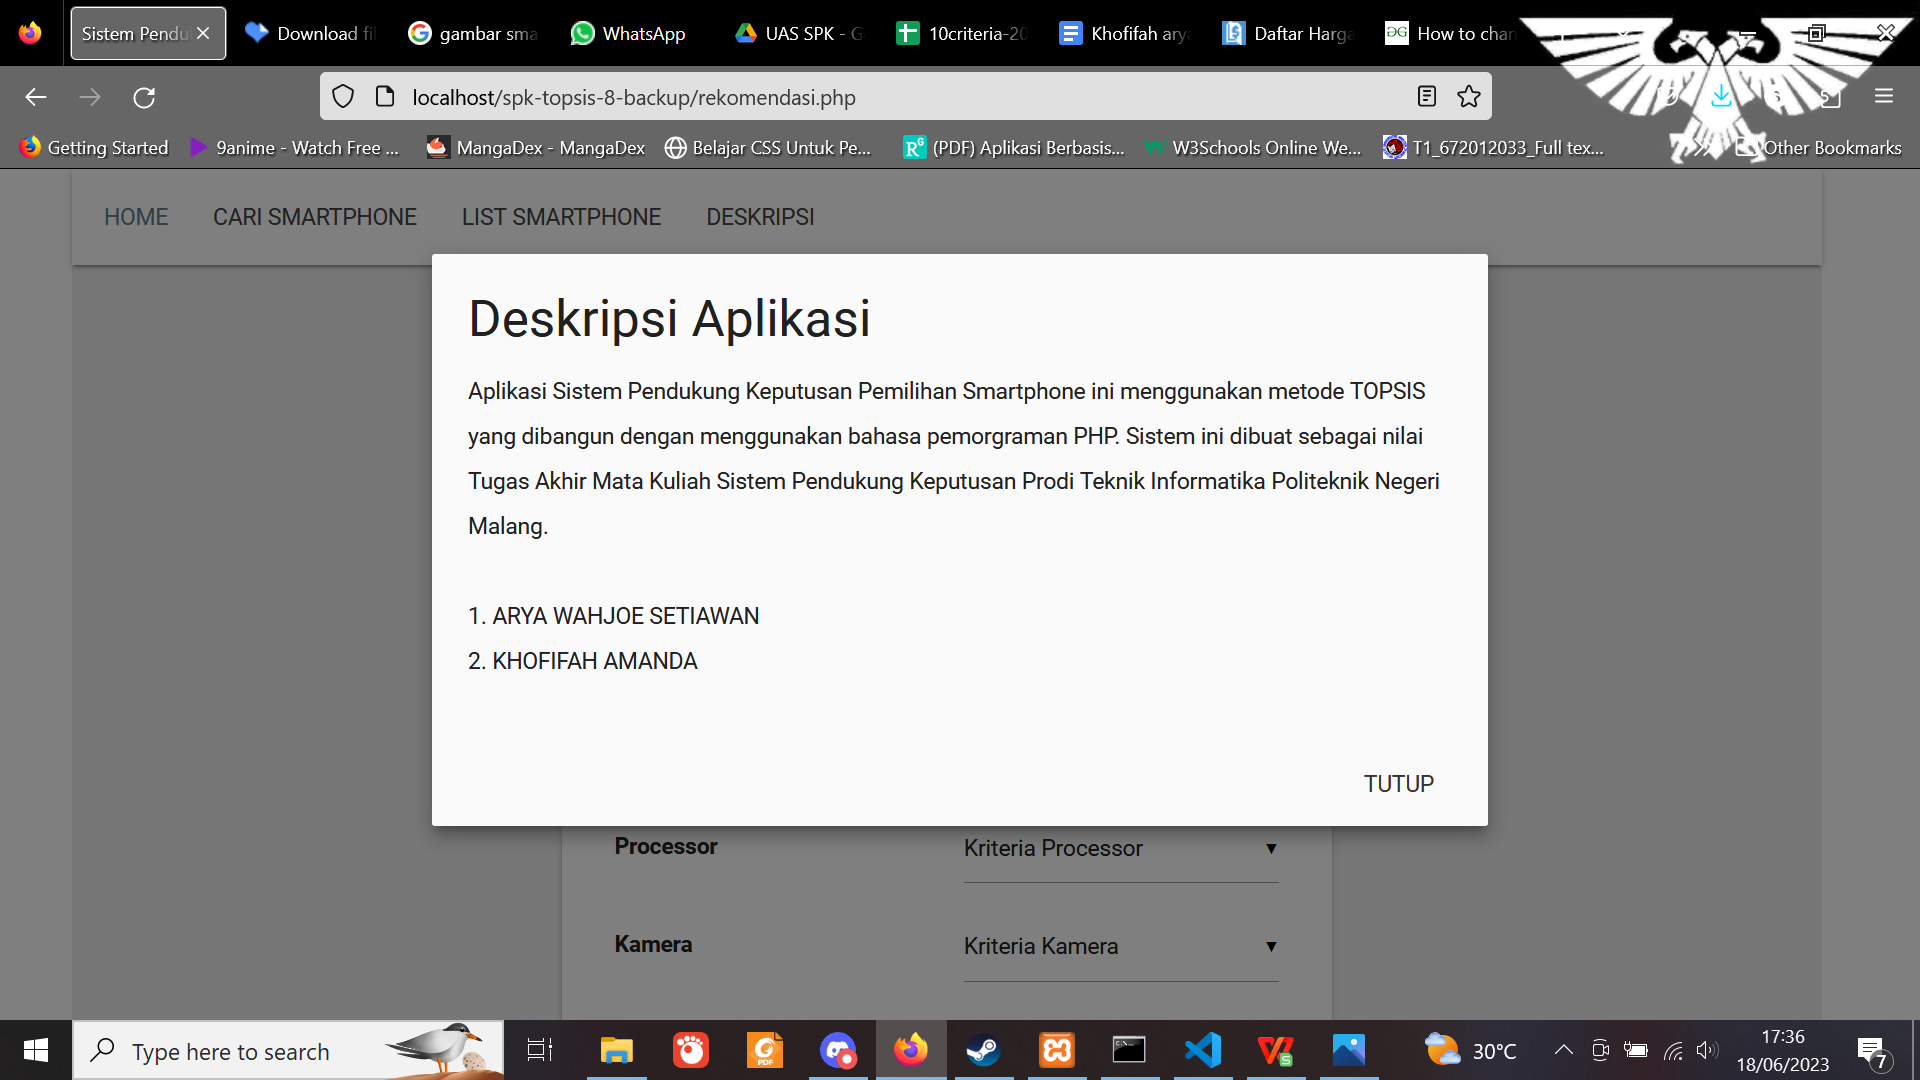 Sistem Pendu
Download fil
gambar sma
WhatsApp
UAS SPK - G
10criteria-20
Khofifah arya
Daftar Harga
How to chan
localhost/spk-topsis-8-backup/rekomendasi.php
Getting Started
9anime - Watch Free ...
MangaDex - MangaDex
Belajar CSS Untuk Pe...
(PDF) Aplikasi Berbasis...
W3Schools Online We...
T1_672012033_Full tex...
Other Bookmarks
HOME
CARI SMARTPHONE
LIST SMARTPHONE
DESKRIPSI
Deskripsi Aplikasi
Aplikasi Sistem Pendukung Keputusan Pemilihan Smartphone ini menggunakan metode TOPSIS
yang dibangun dengan menggunakan bahasa pemorgraman PHP. Sistem ini dibuat sebagai nilai
Tugas Akhir Mata Kuliah Sistem Pendukung Keputusan Prodi Teknik Informatika Politeknik Negeri
Malang.
1. ARYA WAHJOE SETIAWAN
2. KHOFIFAH AMANDA
TUTUP
Processor
Kriteria Processor
Kamera
Kriteria Kamera
Type here to search
30°C
17:36
18/06/2023
7